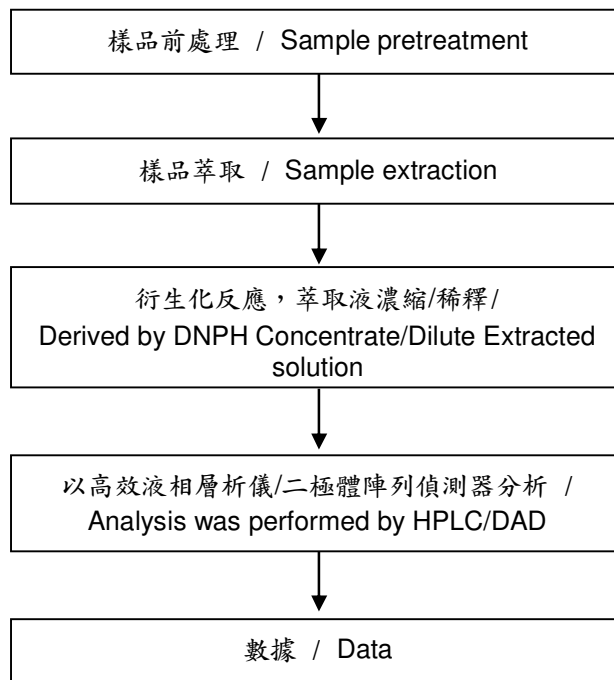 樣品前處理 / Sample pretreatment
樣品萃取 / Sample extraction
衍生化反應，萃取液濃縮/稀釋/
Derived by DNPH Concentrate/Dilute Extracted
solution
以高效液相層析儀/二極體陣列偵測器分析 /
Analysis was performed by HPLC/DAD
數據 / Data